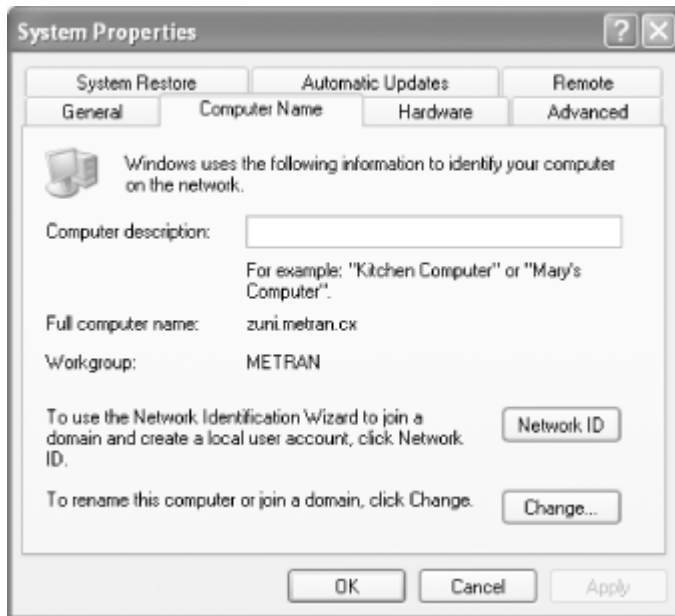 System Properties
System Restore Automatic Updates Remote
General Computer Name Hardware Advanced
Windows uses the following information to identify your computer
on the network.
Computer description:
For example: "Kitchen Computer" or "Mary's
Computer".
Full computer name: zuni.metran.cx
Workgroup: METRAN
To use the Network Identification Wizard to join a
domain and create a local user account, click Network
ID.
Network ID
To rename this computer or join a domain, click Change.
Change...
OK Cancel Apply